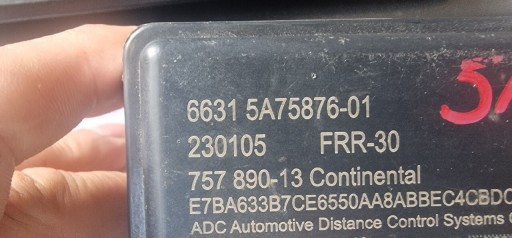 6631 5A75876-01
230105 FRR-30
757 890-13 Continental
E7BA633B7CE6550AA8ABBEC4CBDC
ADC Automotive Distance Control Systems